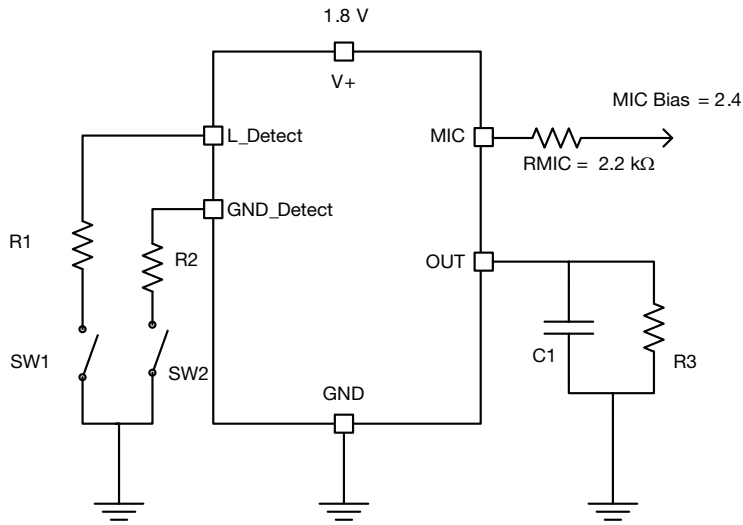 1.8 V
V+
MIC Bias = 2.4
L_Detect
MIC
RMIC = 2.2 kΩ
GND_Detect
R1
R2
OUT
SW1
SW2
C1
R3
GND